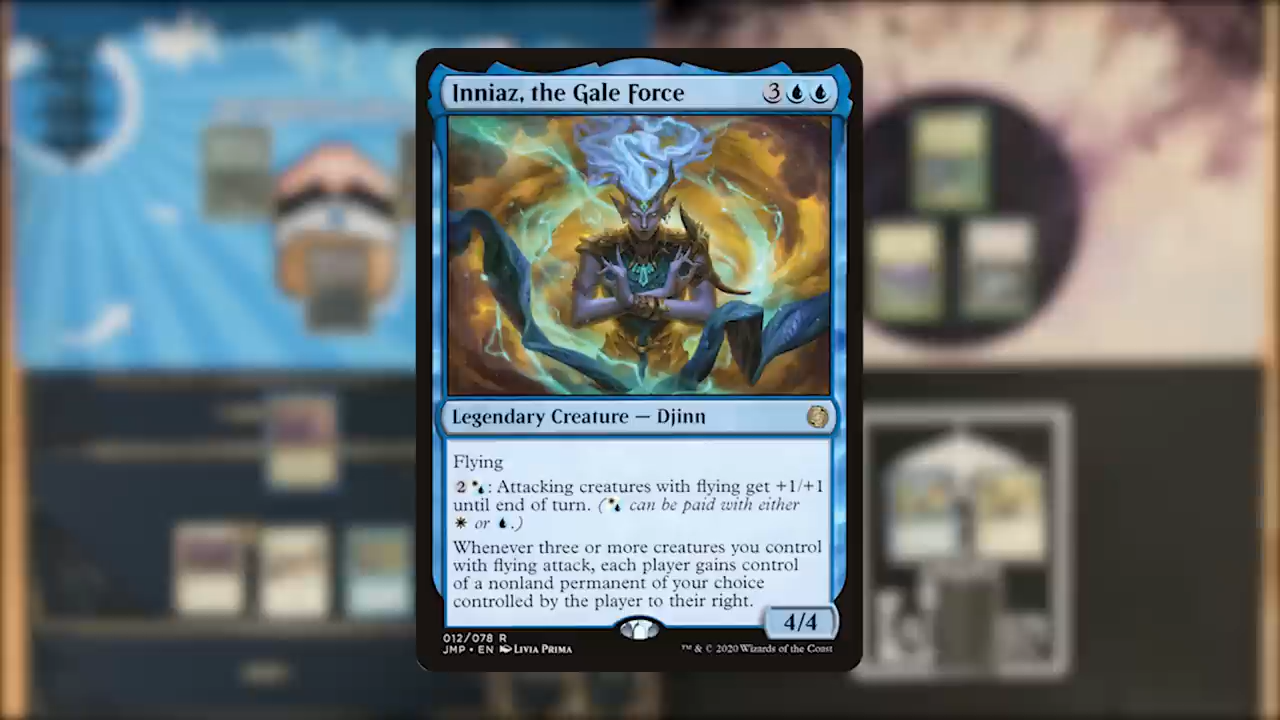 Inniaz, the Gale Force 3
Legendary Creature — Djinn
Flying
2 : Attacking creatures with flying get +1/+1
until end of turn. ( can be paid with either
or .)
Whenever three or more creatures you control
with flying attack, each player gains control
of a nonland permanent of your choice
controlled by the player to their right.
4/4
012/078 R
JMP • EN LIVIA PRIMA
™ & © 2020 Wizards of the Coast